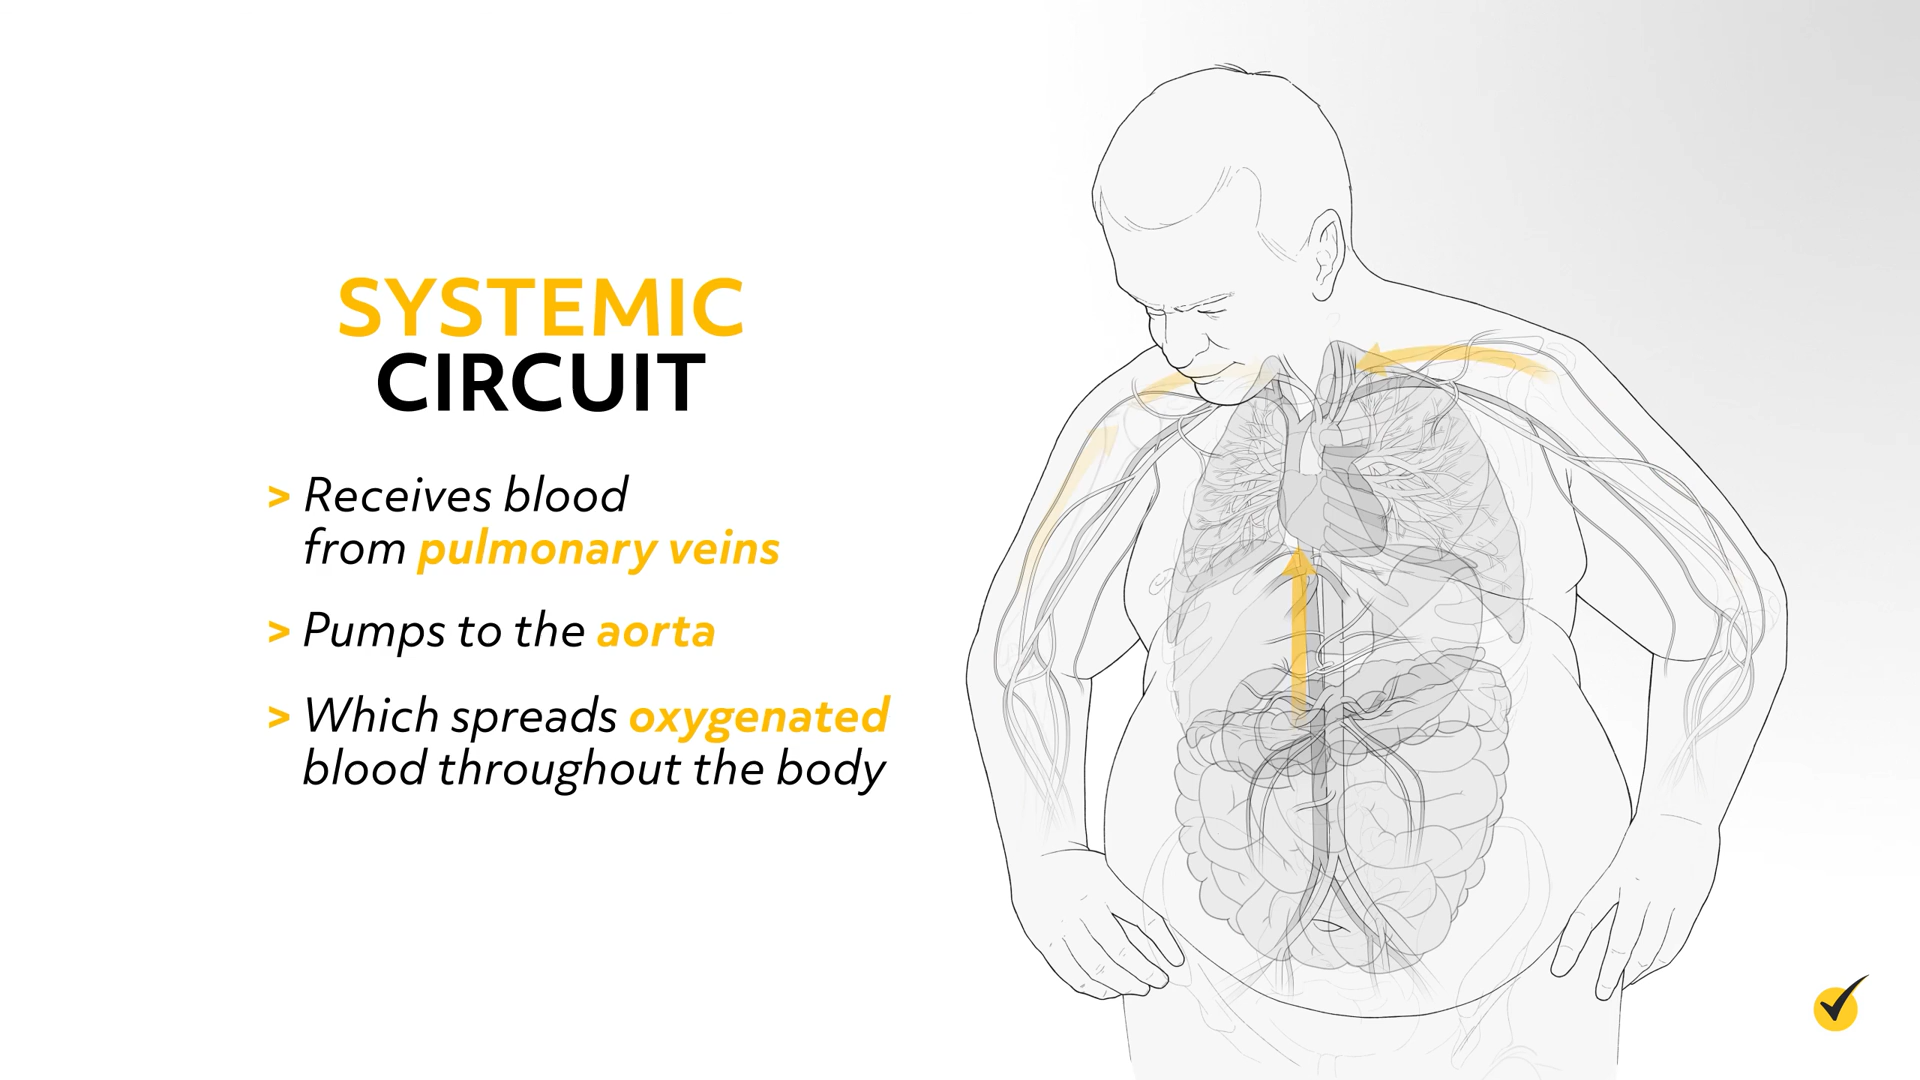 SYSTEMIC
CIRCUIT
> Receives blood
from pulmonary veins
> Pumps to the aorta
> Which spreads oxygenated
blood throughout the body